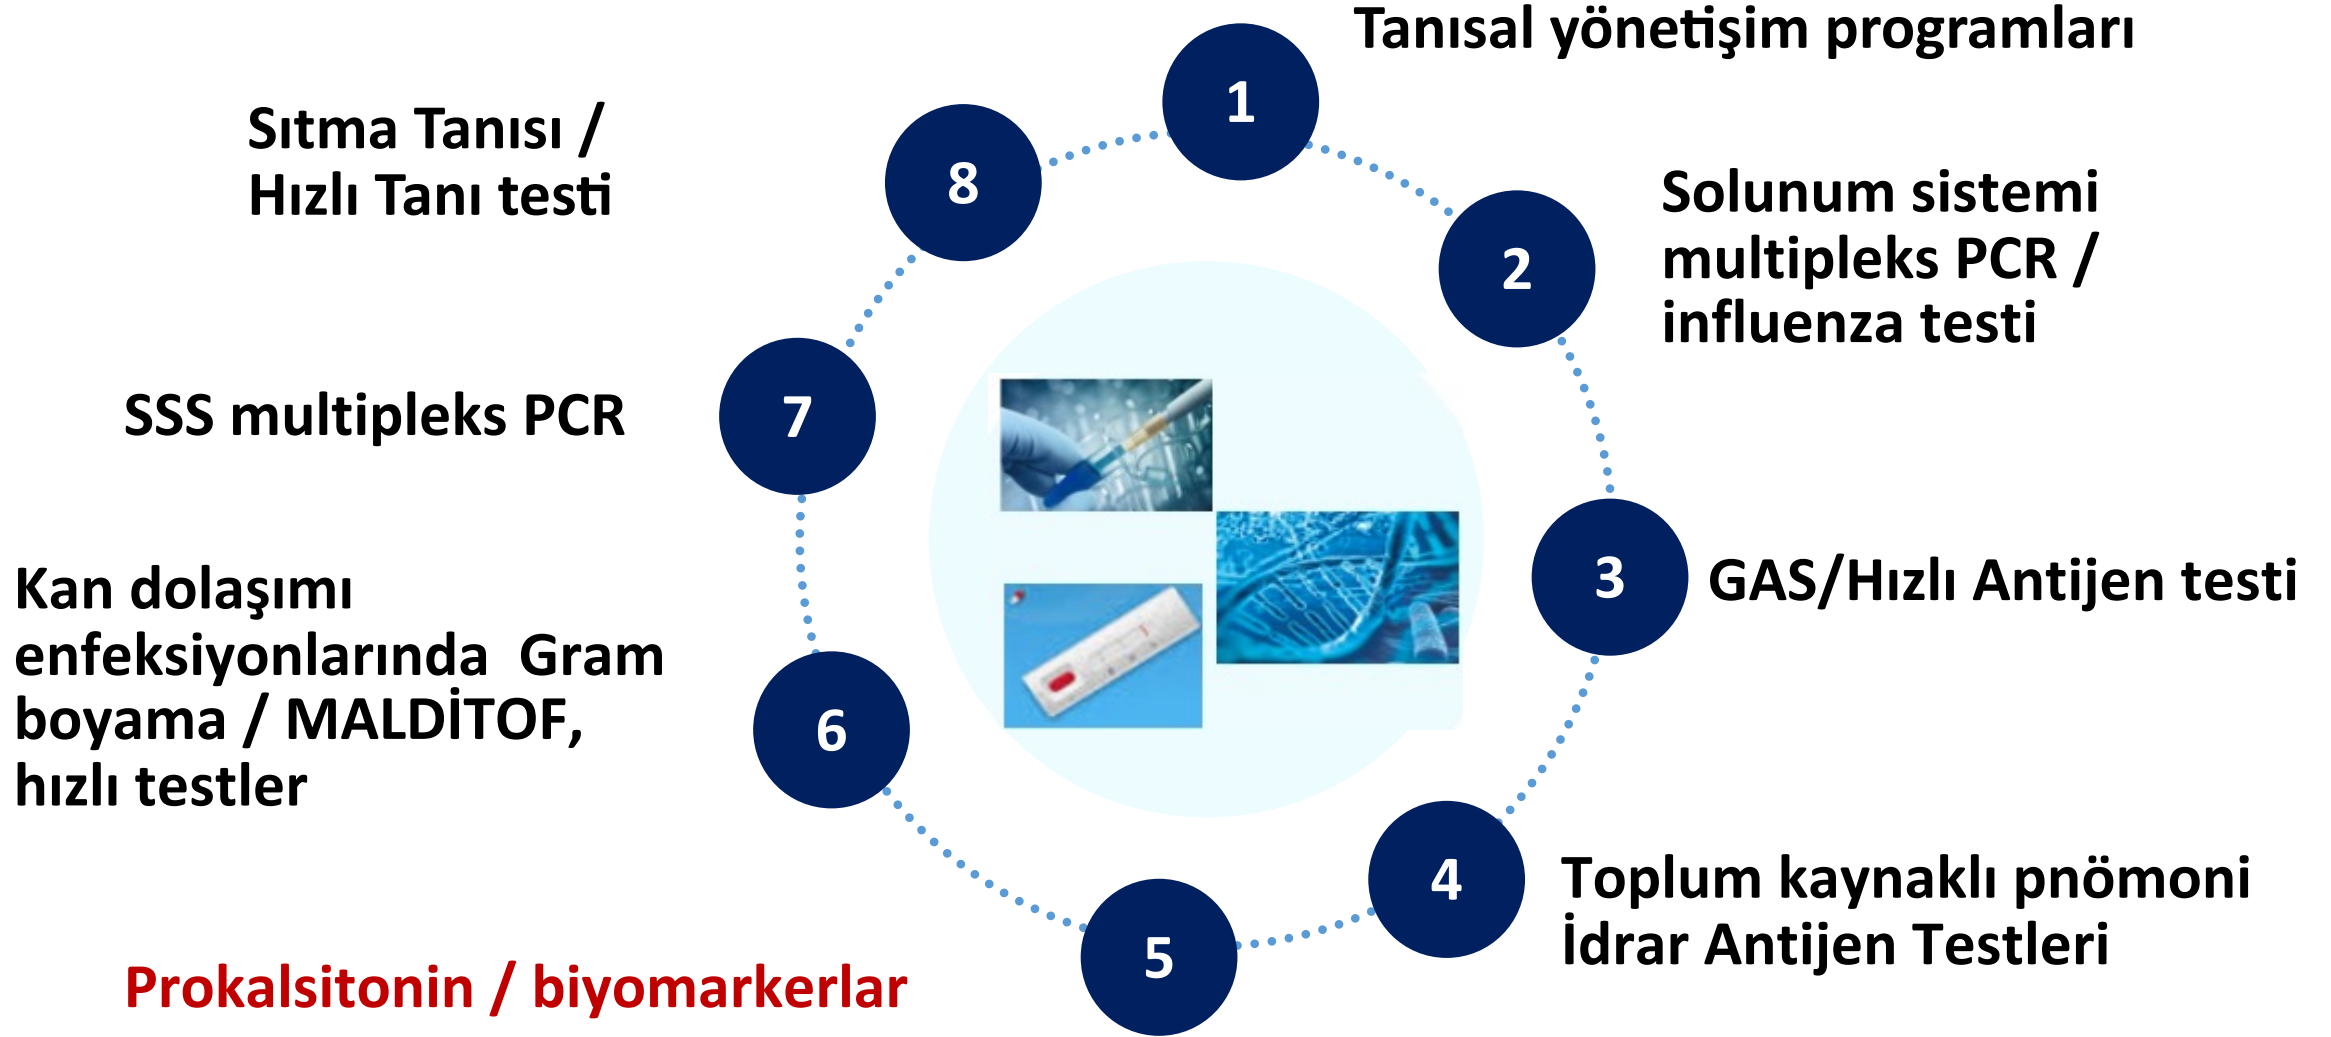 1
Tanısal yönetişim programları
2
Solunum sistemi
multipleks PCR /
influenza testi
3
GAS/Hızlı Antijen testi
4
Toplum kaynaklı pnömoni
İdrar Antijen Testleri
5
Prokalsitonin / biyomarkerlar
6
Kan dolaşımı
enfeksiyonlarında  Gram
boyama / MALDİTOF,
hızlı testler
7
SSS multipleks PCR
8
Sıtma Tanısı /
Hızlı Tanı testi